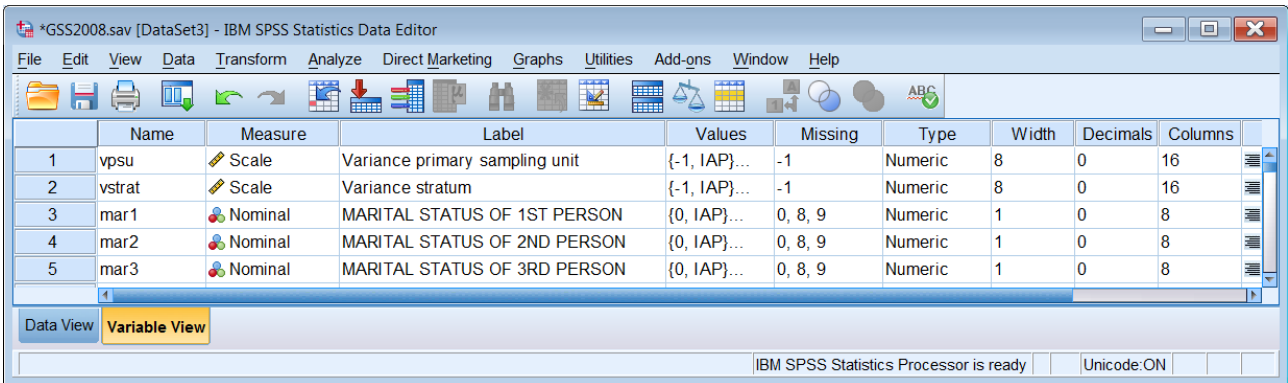 *GSS2008.sav [DataSet3] - IBM SPSS Statistics Data Editor
File Edit View Data Transform Analyze Direct Marketing Graphs Utilities Add-ons Window Help
A 1 4 ABC
Name Measure Label Values Missing Type Width Decimals Columns
1 vpsu Scale Variance primary sampling unit {-1, IAP}... -1 Numeric 8 0 16
2 vstrat Scale Variance stratum {-1, IAP}... -1 Numeric 8 0 16
3 mar1 Nominal MARITAL STATUS OF 1ST PERSON {0, IAP}... 0, 8, 9 Numeric 1 0 8
4 mar2 Nominal MARITAL STATUS OF 2ND PERSON {0, IAP}... 0, 8, 9 Numeric 1 0 8
5 mar3 Nominal MARITAL STATUS OF 3RD PERSON {0, IAP}... 0, 8, 9 Numeric 1 0 8
Data View Variable View
IBM SPSS Statistics Processor is ready Unicode:ON